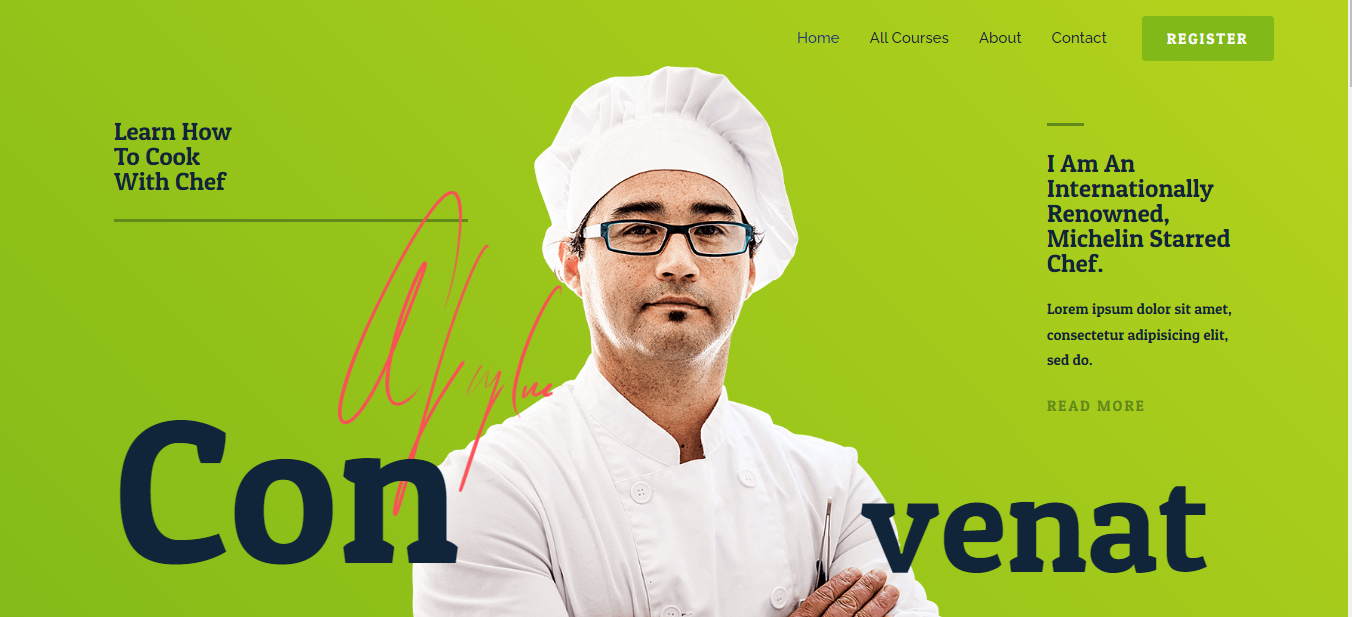 Home All Courses About Contact REGISTER
Learn How
To Cook
With Chef
I Am An
Internationally
Renowned,
Michelin Starred
Chef.
Lorem ipsum dolor sit amet,
consectetur adipisicing elit,
sed do.
READ MORE
Con venat